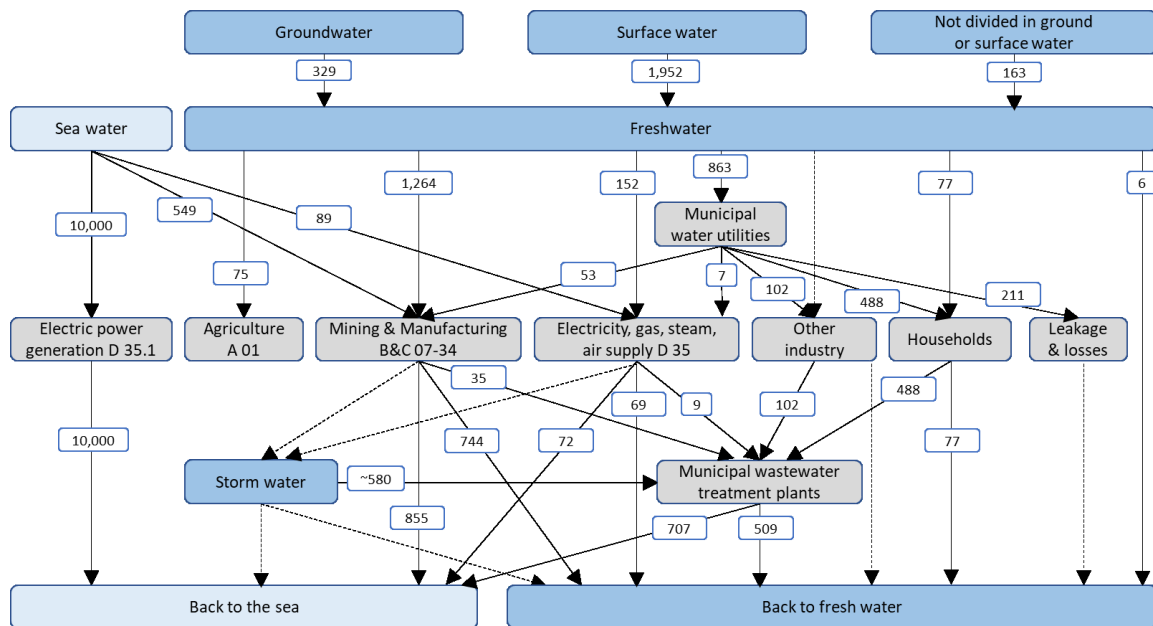 Groundwater
Surface water
Not divided in ground
or surface water
329
1,952
163
Sea water
Freshwater
863
1,264
152
77
6
Municipal
water utilities
549
10,000
89
75
53
7
102
488
211
Electric power
generation D 35.1
Agriculture
A 01
Mining & Manufacturing
B&C 07-34
Electricity, gas, steam,
air supply D 35
Other
industry
Households
Leakage
& losses
35
69
9
102
488
10,000
744
72
77
Storm water
~580
Municipal wastewater
treatment plants
855
707
509
Back to the sea
Back to fresh water